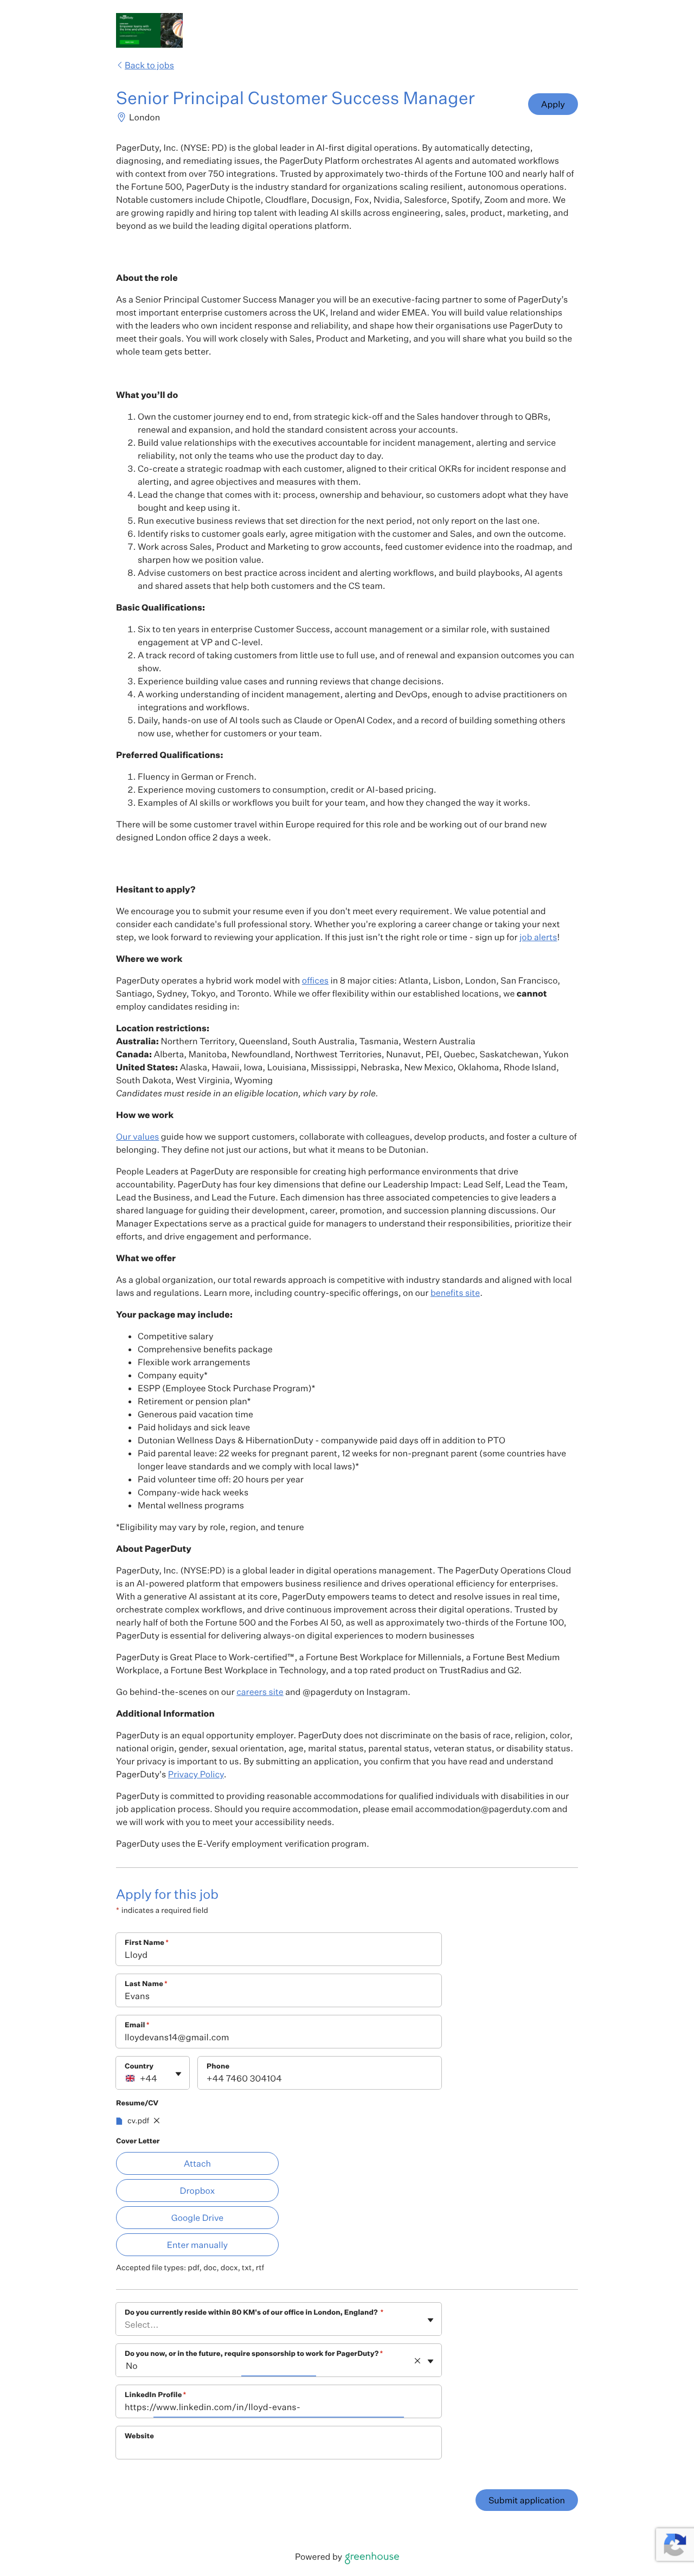 Back to jobs
Senior Principal Customer Success Manager
Apply
London
PagerDuty, Inc. (NYSE: PD) is the global leader in AI-first digital operations. By automatically detecting,
diagnosing, and remediating issues, the PagerDuty Platform orchestrates AI agents and automated workflows
with context from over 750 integrations. Trusted by approximately two-thirds of the Fortune 100 and nearly half of
the Fortune 500, PagerDuty is the industry standard for organizations scaling resilient, autonomous operations.
Notable customers include Chipotle, Cloudflare, Docusign, Fox, Nvidia, Salesforce, Spotify, Zoom and more. We
are growing rapidly and hiring top talent with leading AI skills across engineering, sales, product, marketing, and
beyond as we build the leading digital operations platform.
About the role
As a Senior Principal Customer Success Manager you will be an executive-facing partner to some of PagerDuty's
most important enterprise customers across the UK, Ireland and wider EMEA. You will build value relationships
with the leaders who own incident response and reliability, and shape how their organisations use PagerDuty to
meet their goals. You will work closely with Sales, Product and Marketing, and you will share what you build so the
whole team gets better.
What you'll do
1. Own the customer journey end to end, from strategic kick-off and the Sales handover through to QBRs,
renewal and expansion, and hold the standard consistent across your accounts.
2. Build value relationships with the executives accountable for incident management, alerting and service
reliability, not only the teams who use the product day to day.
3. Co-create a strategic roadmap with each customer, aligned to their critical OKRs for incident response and
alerting, and agree objectives and measures with them.
4. Lead the change that comes with it: process, ownership and behaviour, so customers adopt what they have
bought and keep using it.
5. Run executive business reviews that set direction for the next period, not only report on the last one.
6. Identify risks to customer goals early, agree mitigation with the customer and Sales, and own the outcome.
7. Work across Sales, Product and Marketing to grow accounts, feed customer evidence into the roadmap, and
sharpen how we position value.
8. Advise customers on best practice across incident and alerting workflows, and build playbooks, AI agents
and shared assets that help both customers and the CS team.
Basic Qualifications:
1. Six to ten years in enterprise Customer Success, account management or a similar role, with sustained
engagement at VP and C-level.
2. A track record of taking customers from little use to full use, and of renewal and expansion outcomes you can
show.
3. Experience building value cases and running reviews that change decisions.
4. A working understanding of incident management, alerting and DevOps, enough to advise practitioners on
integrations and workflows.
5. Daily, hands-on use of AI tools such as Claude or OpenAI Codex, and a record of building something others
now use, whether for customers or your team.
Preferred Qualifications:
1. Fluency in German or French.
2. Experience moving customers to consumption, credit or AI-based pricing.
3. Examples of AI skills or workflows you built for your team, and how they changed the way it works.
There will be some customer travel within Europe required for this role and be working out of our brand new
designed London office 2 days a week.
Hesitant to apply?
We encourage you to submit your resume even if you don't meet every requirement. We value potential and
consider each candidate's full professional story. Whether you're exploring a career change or taking your next
step, we look forward to reviewing your application. If this just isn't the right role or time - sign up for job alerts!
Where we work
PagerDuty operates a hybrid work model with offices in 8 major cities: Atlanta, Lisbon, London, San Francisco,
Santiago, Sydney, Tokyo, and Toronto. While we offer flexibility within our established locations, we cannot
employ candidates residing in:
Location restrictions:
Australia: Northern Territory, Queensland, South Australia, Tasmania, Western Australia
Canada: Alberta, Manitoba, Newfoundland, Northwest Territories, Nunavut, PEI, Quebec, Saskatchewan, Yukon
United States: Alaska, Hawaii, Iowa, Louisiana, Mississippi, Nebraska, New Mexico, Oklahoma, Rhode Island,
South Dakota, West Virginia, Wyoming
Candidates must reside in an eligible location, which vary by role.
How we work
Our values guide how we support customers, collaborate with colleagues, develop products, and foster a culture of
belonging. They define not just our actions, but what it means to be Dutonian.
People Leaders at PagerDuty are responsible for creating high performance environments that drive
accountability. PagerDuty has four key dimensions that define our Leadership Impact: Lead Self, Lead the Team,
Lead the Business, and Lead the Future. Each dimension has three associated competencies to give leaders a
shared language for guiding their development, career, promotion, and succession planning discussions. Our
Manager Expectations serve as a practical guide for managers to understand their responsibilities, prioritize their
efforts, and drive engagement and performance.
What we offer
As a global organization, our total rewards approach is competitive with industry standards and aligned with local
laws and regulations. Learn more, including country-specific offerings, on our benefits site.
Your package may include:
• Competitive salary
• Comprehensive benefits package
• Flexible work arrangements
• Company equity*
• ESPP (Employee Stock Purchase Program)*
• Retirement or pension plan*
• Generous paid vacation time
• Paid holidays and sick leave
• Dutonian Wellness Days & HibernationDuty - companywide paid days off in addition to PTO
• Paid parental leave: 22 weeks for pregnant parent, 12 weeks for non-pregnant parent (some countries have
longer leave standards and we comply with local laws)*
• Paid volunteer time off: 20 hours per year
• Company-wide hack weeks
• Mental wellness programs
*Eligibility may vary by role, region, and tenure
About PagerDuty
PagerDuty, Inc. (NYSE:PD) is a global leader in digital operations management. The PagerDuty Operations Cloud
is an AI-powered platform that empowers business resilience and drives operational efficiency for enterprises.
With a generative AI assistant at its core, PagerDuty empowers teams to detect and resolve issues in real time,
orchestrate complex workflows, and drive continuous improvement across their digital operations. Trusted by
nearly half of both the Fortune 500 and the Forbes AI 50, as well as approximately two-thirds of the Fortune 100,
PagerDuty is essential for delivering always-on digital experiences to modern businesses
PagerDuty is Great Place to Work-certified™, a Fortune Best Workplace for Millennials, a Fortune Best Medium
Workplace, a Fortune Best Workplace in Technology, and a top rated product on TrustRadius and G2.
Go behind-the-scenes on our careers site and @pagerduty on Instagram.
Additional Information
PagerDuty is an equal opportunity employer. PagerDuty does not discriminate on the basis of race, religion, color,
national origin, gender, sexual orientation, age, marital status, parental status, veteran status, or disability status.
Your privacy is important to us. By submitting an application, you confirm that you have read and understand
PagerDuty's Privacy Policy.
PagerDuty is committed to providing reasonable accommodations for qualified individuals with disabilities in our
job application process. Should you require accommodation, please email accommodation@pagerduty.com and
we will work with you to meet your accessibility needs.
PagerDuty uses the E-Verify employment verification program.
Apply for this job
* indicates a required field
First Name*
Lloyd
Last Name*
Evans
Email*
lloydevans14@gmail.com
Country
+44
Phone
+44 7460 304104
Resume/CV
cv.pdf
Cover Letter
Attach
Dropbox
Google Drive
Enter manually
Accepted file types: pdf, doc, docx, txt, rtf
Do you currently reside within 80 KM's of our office in London, England? *
Select...
Do you now, or in the future, require sponsorship to work for PagerDuty?*
No
LinkedIn Profile*
https://www.linkedin.com/in/lloyd-evans-
Website
Submit application
Powered by greenhouse